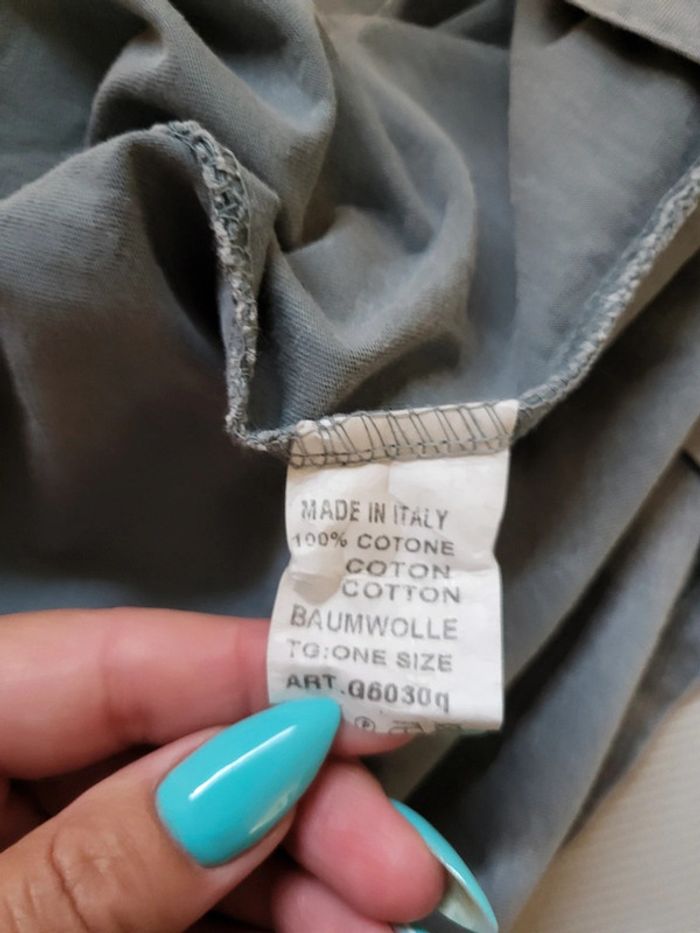 MADE IN ITALY
100% COTONE
COTON
COTTON
BAUMWOLLE
TG:ONE SIZE
ART.G6030q